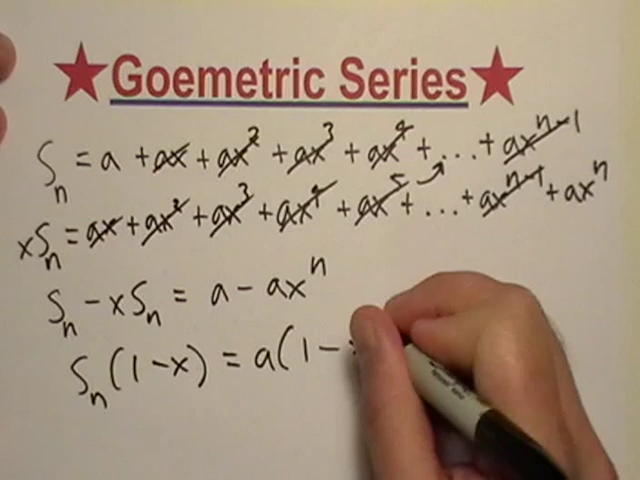 Goemetric Series
Sₙ = a + ax + ax² + ax³ + ax⁴ + ... + axⁿ⁻¹
xSₙ = ax + ax² + ax³ + ax⁴ + ax⁵ + ... + axⁿ⁻¹ + axⁿ
Sₙ - xSₙ = a - axⁿ
Sₙ(1-x) = a(1-